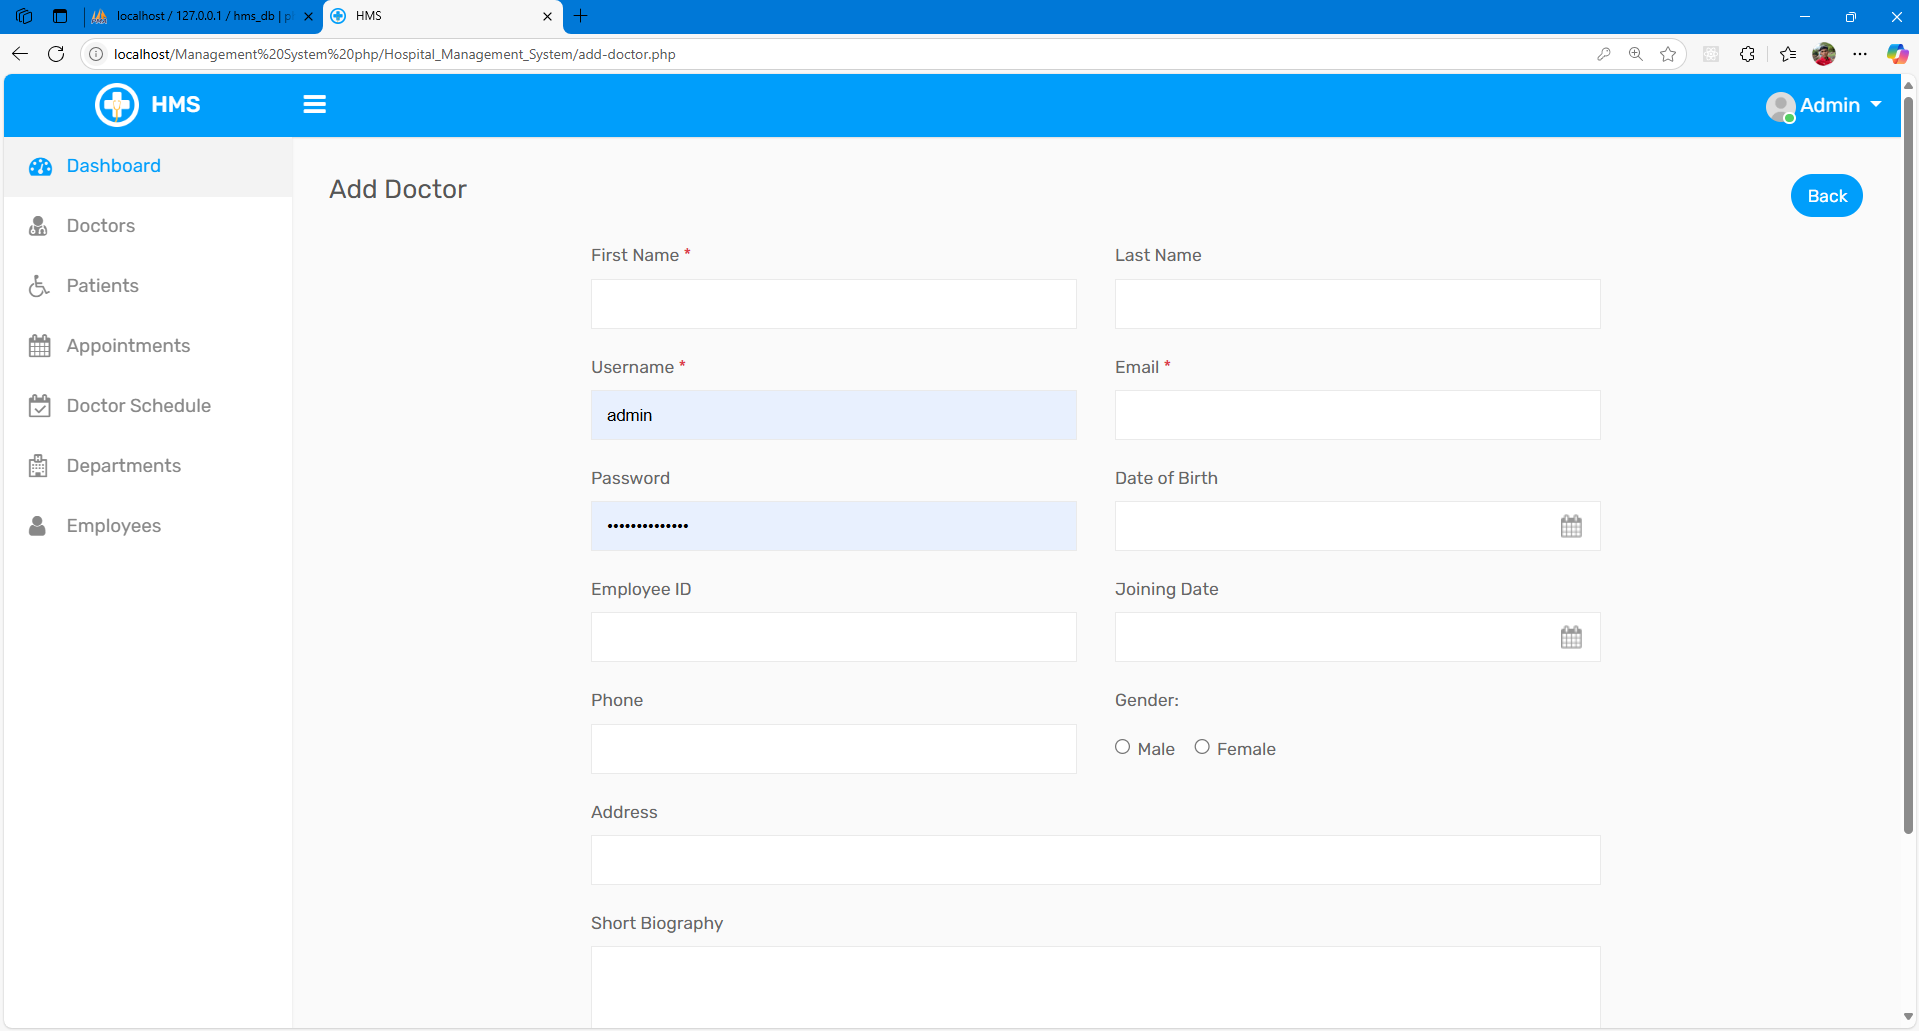 localhost / 127.0.0.1 / hms_db | p
HMS
localhost/Management%20System%20php/Hospital_Management_System/add-doctor.php
HMS
Admin
Dashboard
Doctors
Patients
Appointments
Doctor Schedule
Departments
Employees
Add Doctor
Back
First Name *
Last Name
Username *
Email *
admin
Password
Date of Birth
Employee ID
Joining Date
Phone
Gender:
Male Female
Address
Short Biography